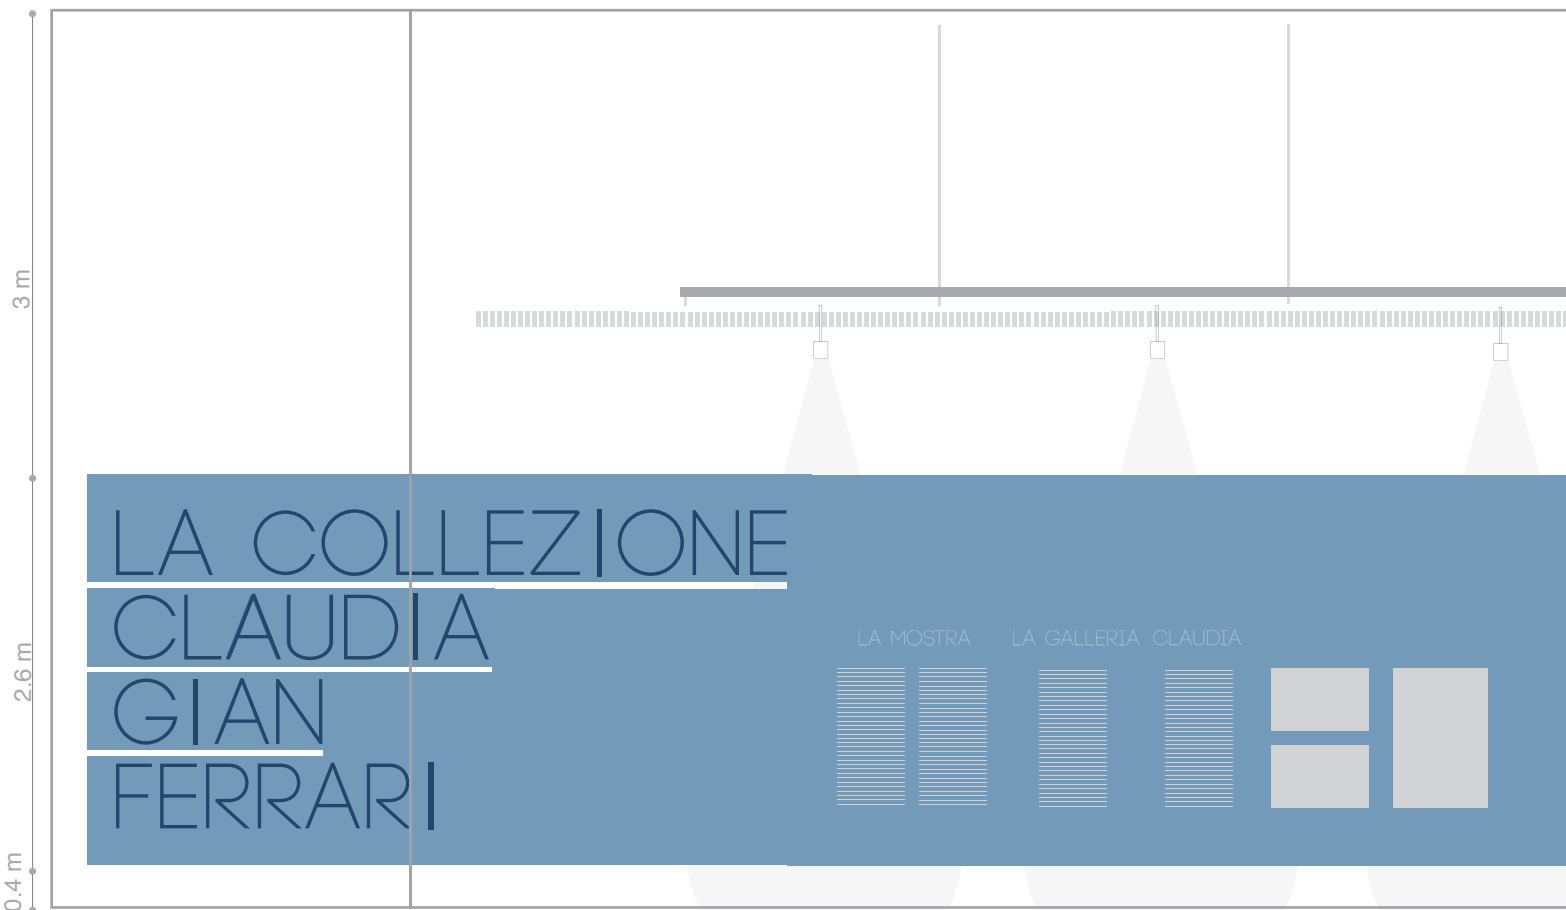 3 m
2.6 m
0.4 m
LA COLLEZIONE
CLAUDIA
GIAN
FERRARI
LA MOSTRA
LA GALLERIA CLAUDIA